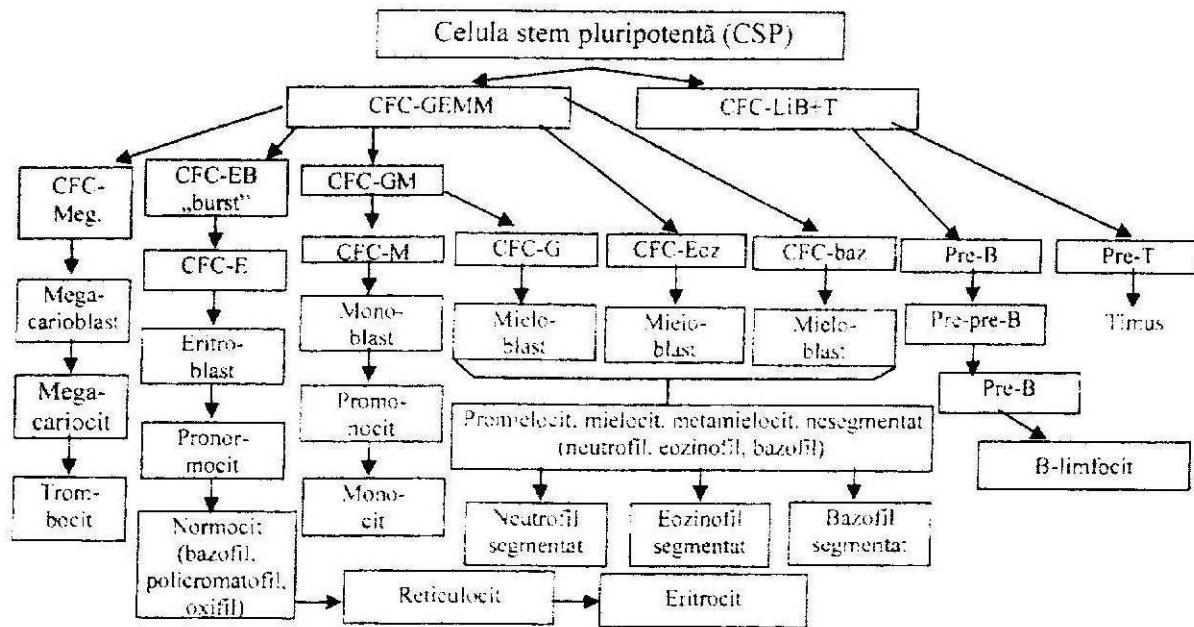 Celula stem pluripotentă (CSP)
CFC-GEMM
CFC-LiB+T
CFC-
Meg.
CFC-EB
„burst”
CFC-GM
CFC-E
CFC-M
CFC-G
CFC-Eoz
CFC-baz
Pre-B
Pre-T
Mega-
carioblast
Eritro-
blast
Mono-
blast
Mielo-
blast
Mielo-
blast
Mielo-
blast
Pre-pre-B
Timus
Mega-
cariocit
Pronor-
mocit
Promo-
nocit
Promielocit, mielocit, metamielocit, nesegmentat
(neutrofil, eozinofil, bazofil)
Pre-B
B-limfocit
Trom-
bocit
Normocit
(bazofil,
policromatofil,
oxifil)
Mono-
cit
Neutrofil
segmentat
Eozinofil
segmentat
Bazofil
segmentat
Reticulocit
Eritrocit